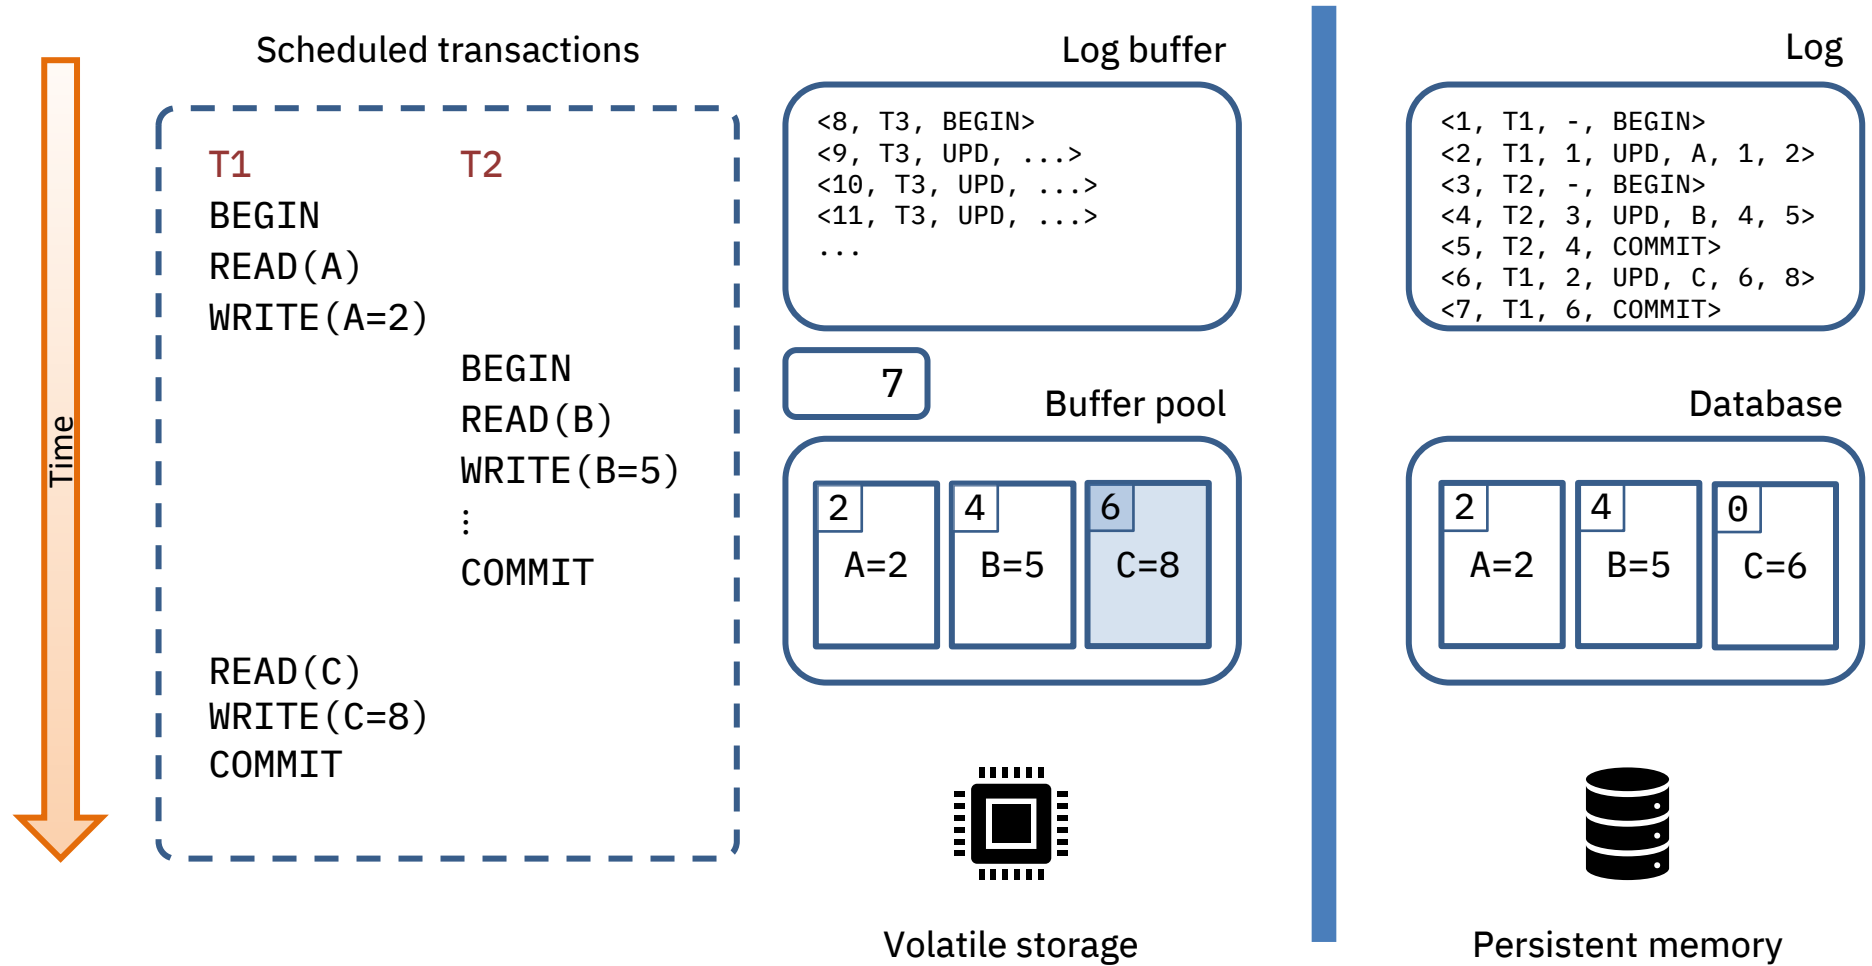 Time
Scheduled transactions
T1 T2
BEGIN
READ(A)
WRITE(A=2)
BEGIN
READ(B)
WRITE(B=5)
⋮
COMMIT
READ(C)
WRITE(C=8)
COMMIT
Log buffer
<8, T3, BEGIN>
<9, T3, UPD, ...>
<10, T3, UPD, ...>
<11, T3, UPD, ...>
...
7
Buffer pool
2 4 6
A=2 B=5 C=8
Volatile storage
Log
<1, T1, -, BEGIN>
<2, T1, 1, UPD, A, 1, 2>
<3, T2, -, BEGIN>
<4, T2, 3, UPD, B, 4, 5>
<5, T2, 4, COMMIT>
<6, T1, 2, UPD, C, 6, 8>
<7, T1, 6, COMMIT>
Database
2 4 0
A=2 B=5 C=6
Persistent memory